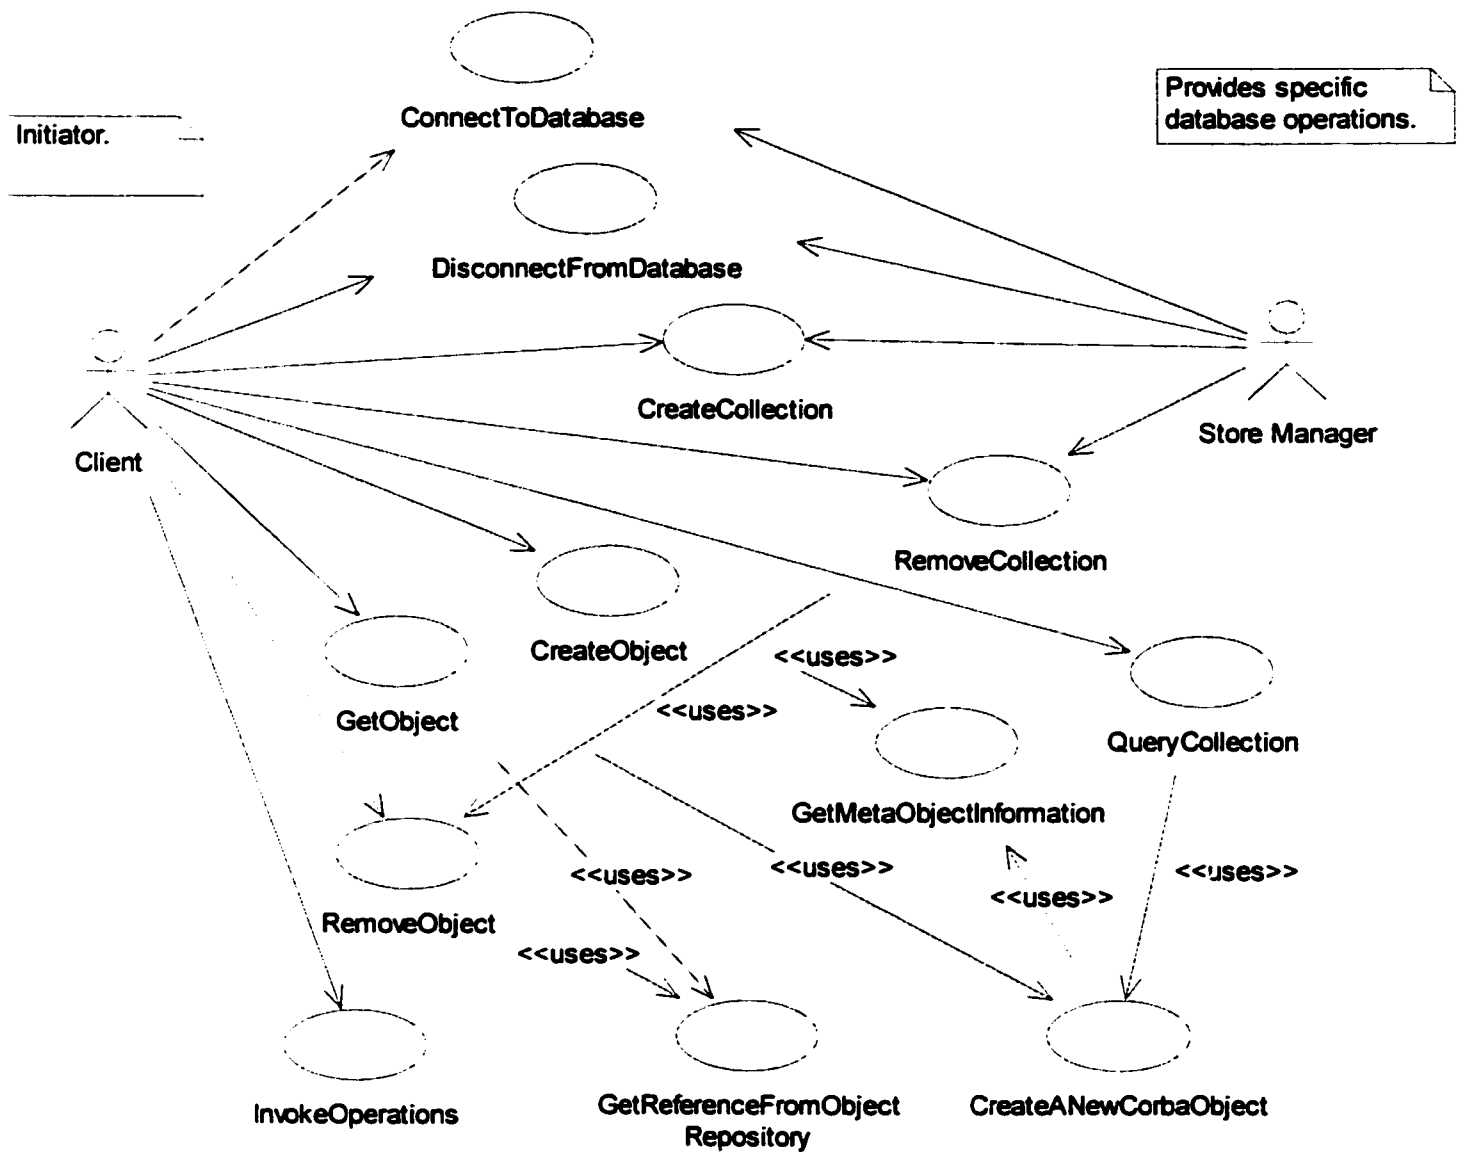 ConnectToDatabase
Provides specific
database operations.
Initiator.
DisconnectFromDatabase
CreateCollection
Store Manager
Client
RemoveCollection
CreateObject
<<uses>>
<<uses>>
GetObject
QueryCollection
GetMetaObjectInformation
<<uses>>
<<uses>>
<<uses>>
<<uses>>
RemoveObject
<<uses>>
InvokeOperations
GetReferenceFromObject
Repository
CreateANewCorbaObject